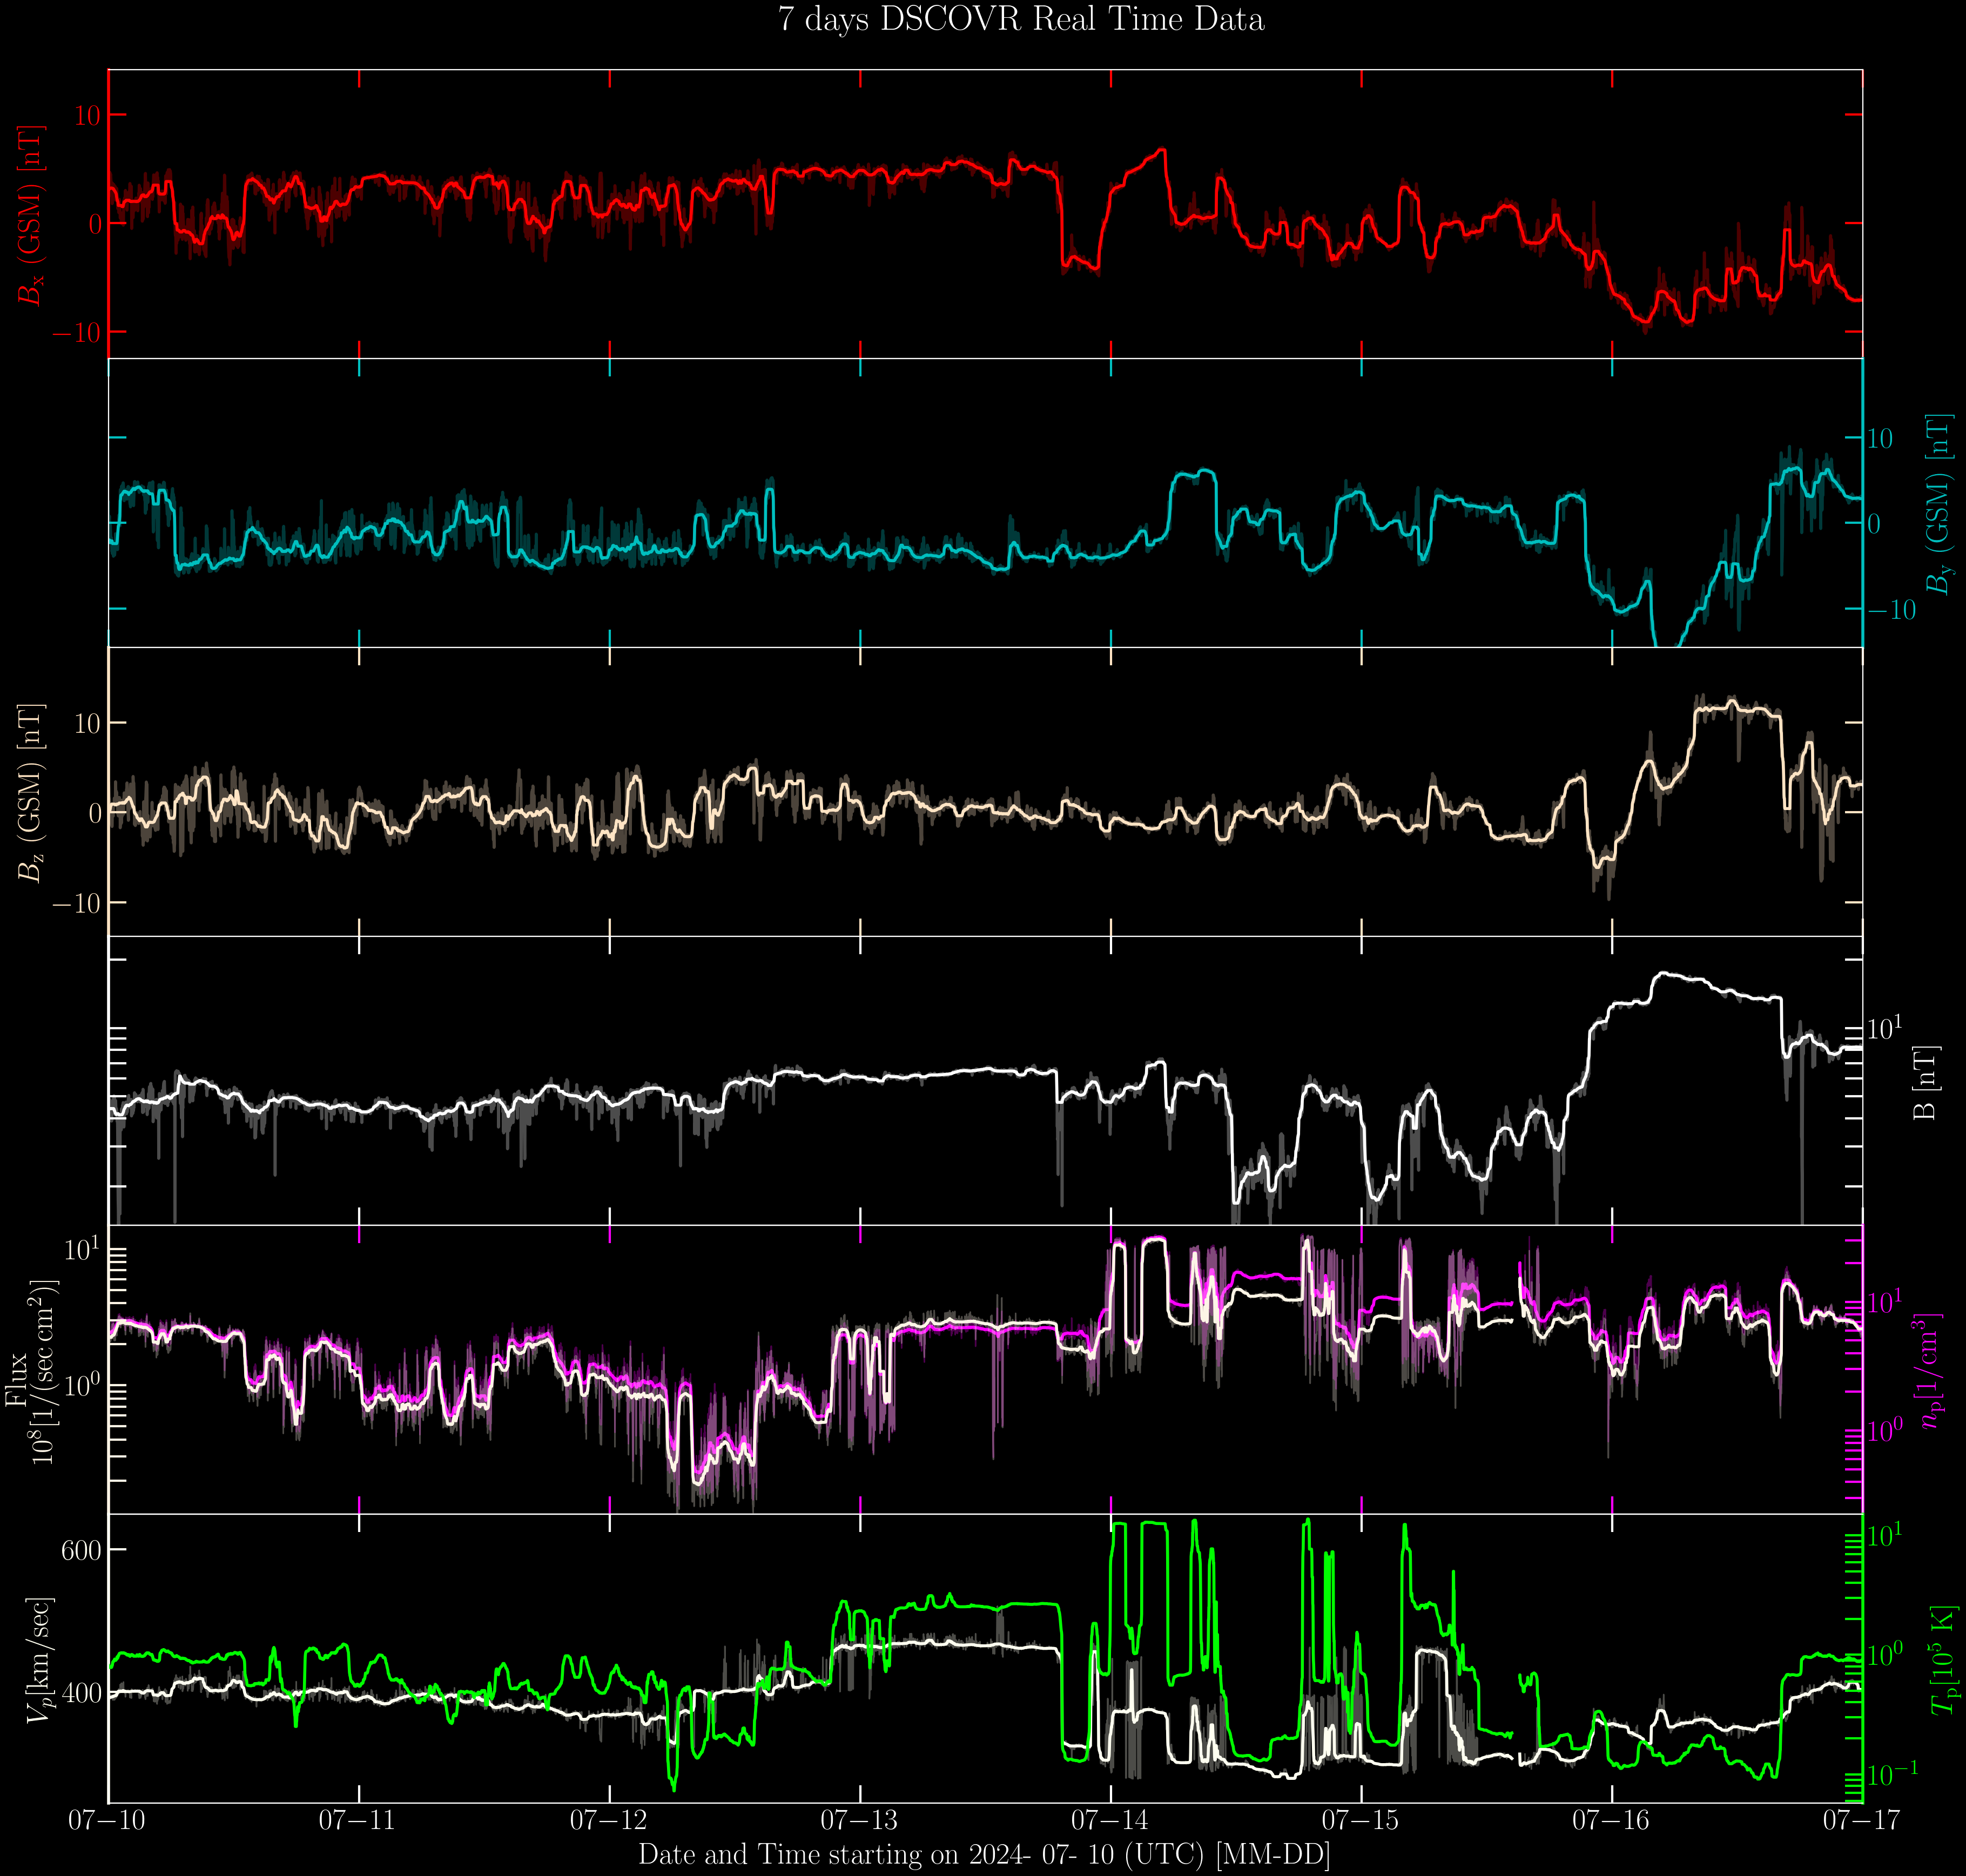 7 days DSCOVR Real Time Data
B_x (GSM) [nT]
10
0
−10
10
0
−10
B_y (GSM) [nT]
B_z (GSM) [nT]
10
0
−10
10^1
B [nT]
Flux
10^8[1/(sec cm^2)]
10^1
10^0
10^1
10^0
n_p[1/cm^3]
V_p[km/sec]
600
400
10^1
10^0
10^−1
T_p[10^5 K]
07−10 07−11 07−12 07−13 07−14 07−15 07−16 07−17
Date and Time starting on 2024- 07- 10 (UTC) [MM-DD]